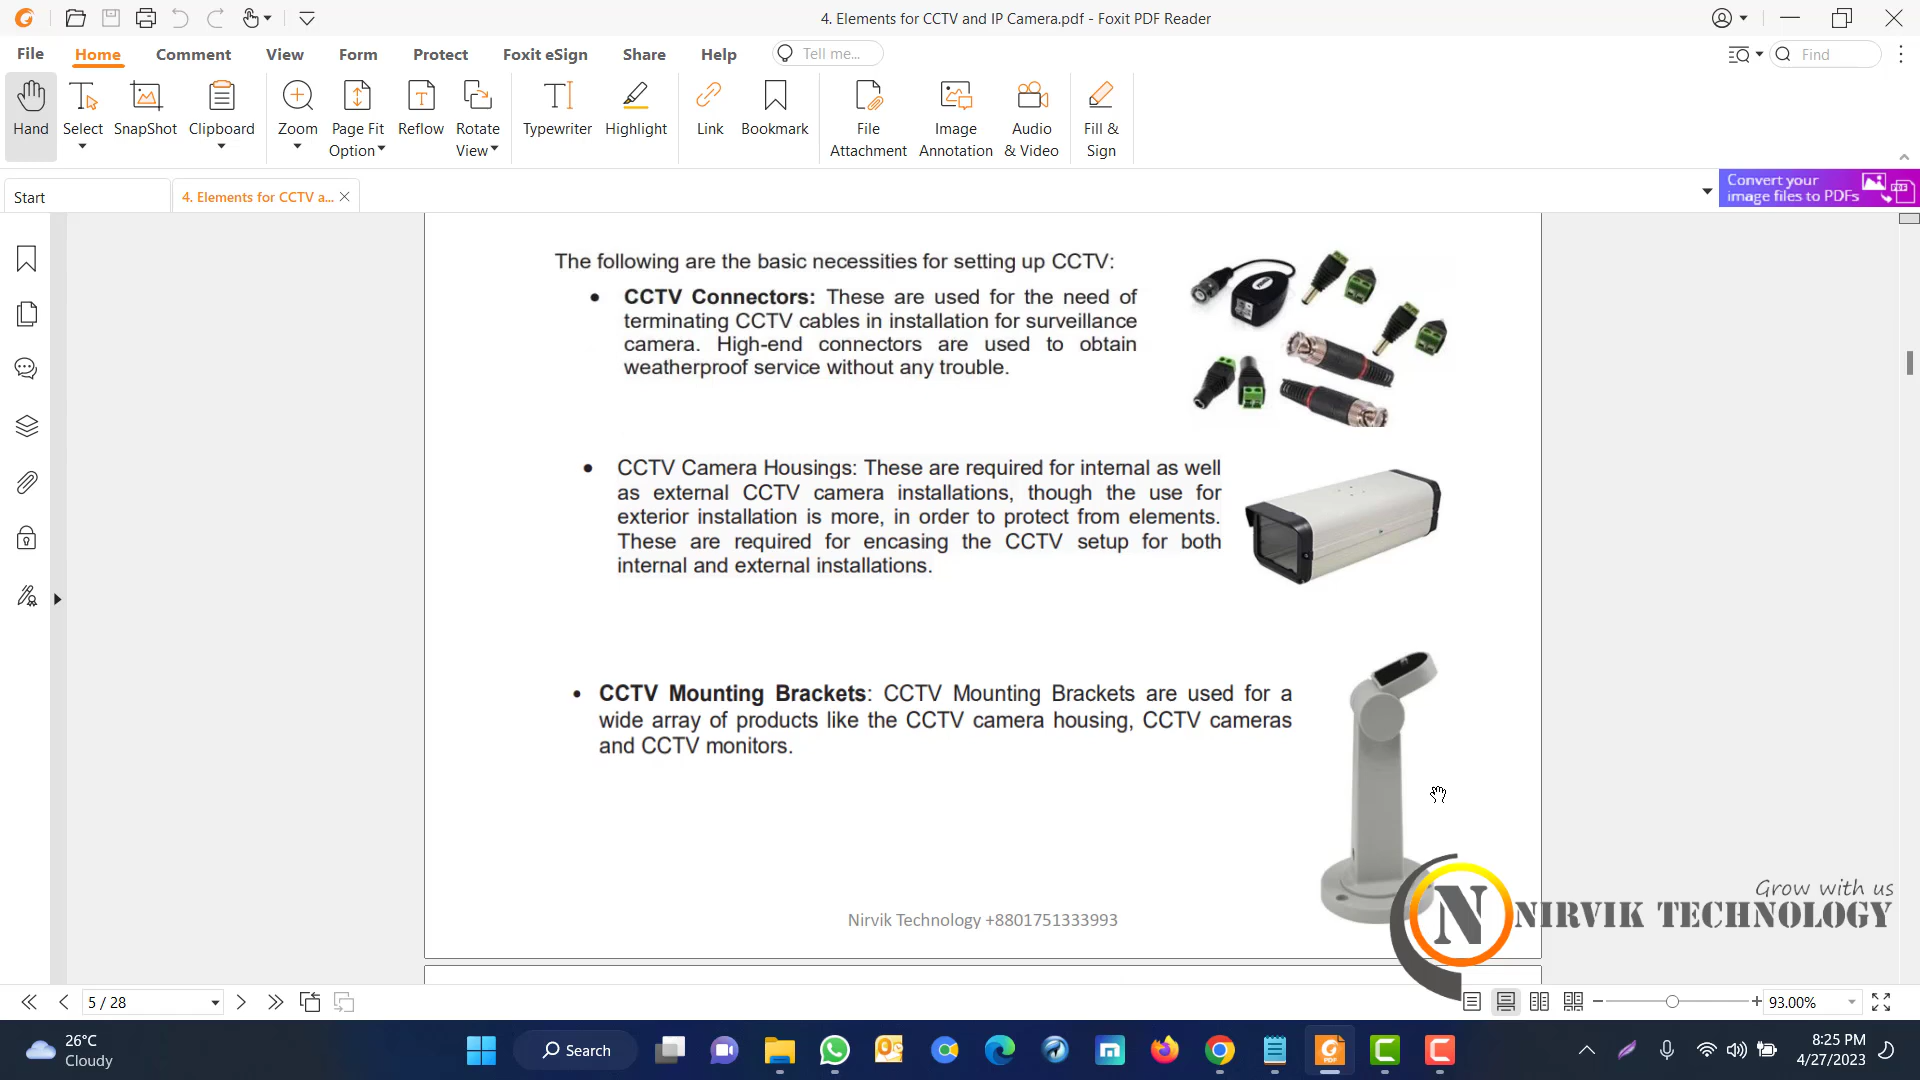 4. Elements for CCTV and IP Camera.pdf - Foxit PDF Reader
File Home Comment View Form Protect Foxit eSign Share Help Tell me... Find
Hand Select SnapShot Clipboard Zoom Page Fit Option Reflow Rotate View Typewriter Highlight Link Bookmark File Attachment Image Annotation Audio & Video Fill & Sign
Start 4. Elements for CCTV a...
Convert your
image files to PDFs
PDF
The following are the basic necessities for setting up CCTV:
• CCTV Connectors: These are used for the need of
terminating CCTV cables in installation for surveillance
camera. High-end connectors are used to obtain
weatherproof service without any trouble.
• CCTV Camera Housings: These are required for internal as well
as external CCTV camera installations, though the use for
exterior installation is more, in order to protect from elements.
These are required for encasing the CCTV setup for both
internal and external installations.
• CCTV Mounting Brackets: CCTV Mounting Brackets are used for a
wide array of products like the CCTV camera housing, CCTV cameras
and CCTV monitors.
Nirvik Technology +8801751333993
Grow with us
N NIRVIK TECHNOLOGY
5 / 28
93.00%
26°C
Cloudy
Search
8:25 PM
4/27/2023